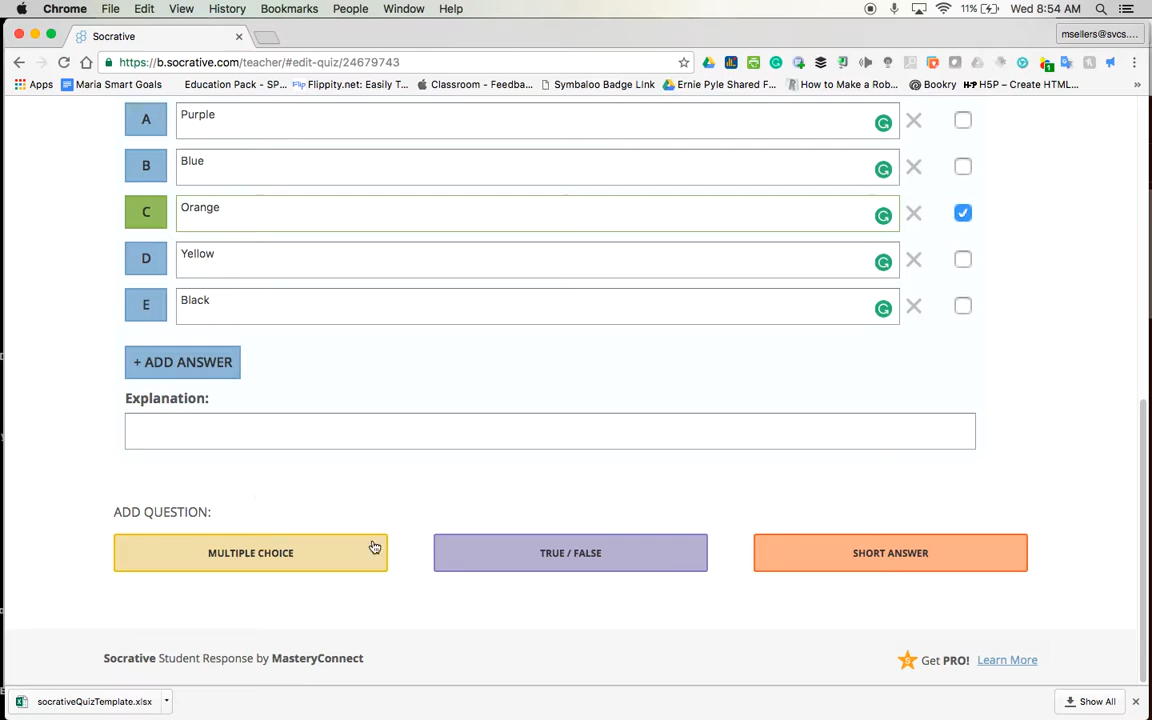 Chrome File Edit View History Bookmarks People Window Help 11% Wed 8:54 AM
Socrative msellers@svcs....
https://b.socrative.com/teacher/#edit-quiz/24679743
Apps Maria Smart Goals Education Pack - SP... Flippity.net: Easily T... Classroom - Feedba... Symbaloo Badge Link Ernie Pyle Shared F... How to Make a Rob... Bookry H5P – Create HTML... »
A Purple
B Blue
C Orange
D Yellow
E Black
+ ADD ANSWER
Explanation:
ADD QUESTION:
MULTIPLE CHOICE TRUE / FALSE SHORT ANSWER
Socrative Student Response by MasteryConnect Get PRO! Learn More
socrativeQuizTemplate.xlsx Show All